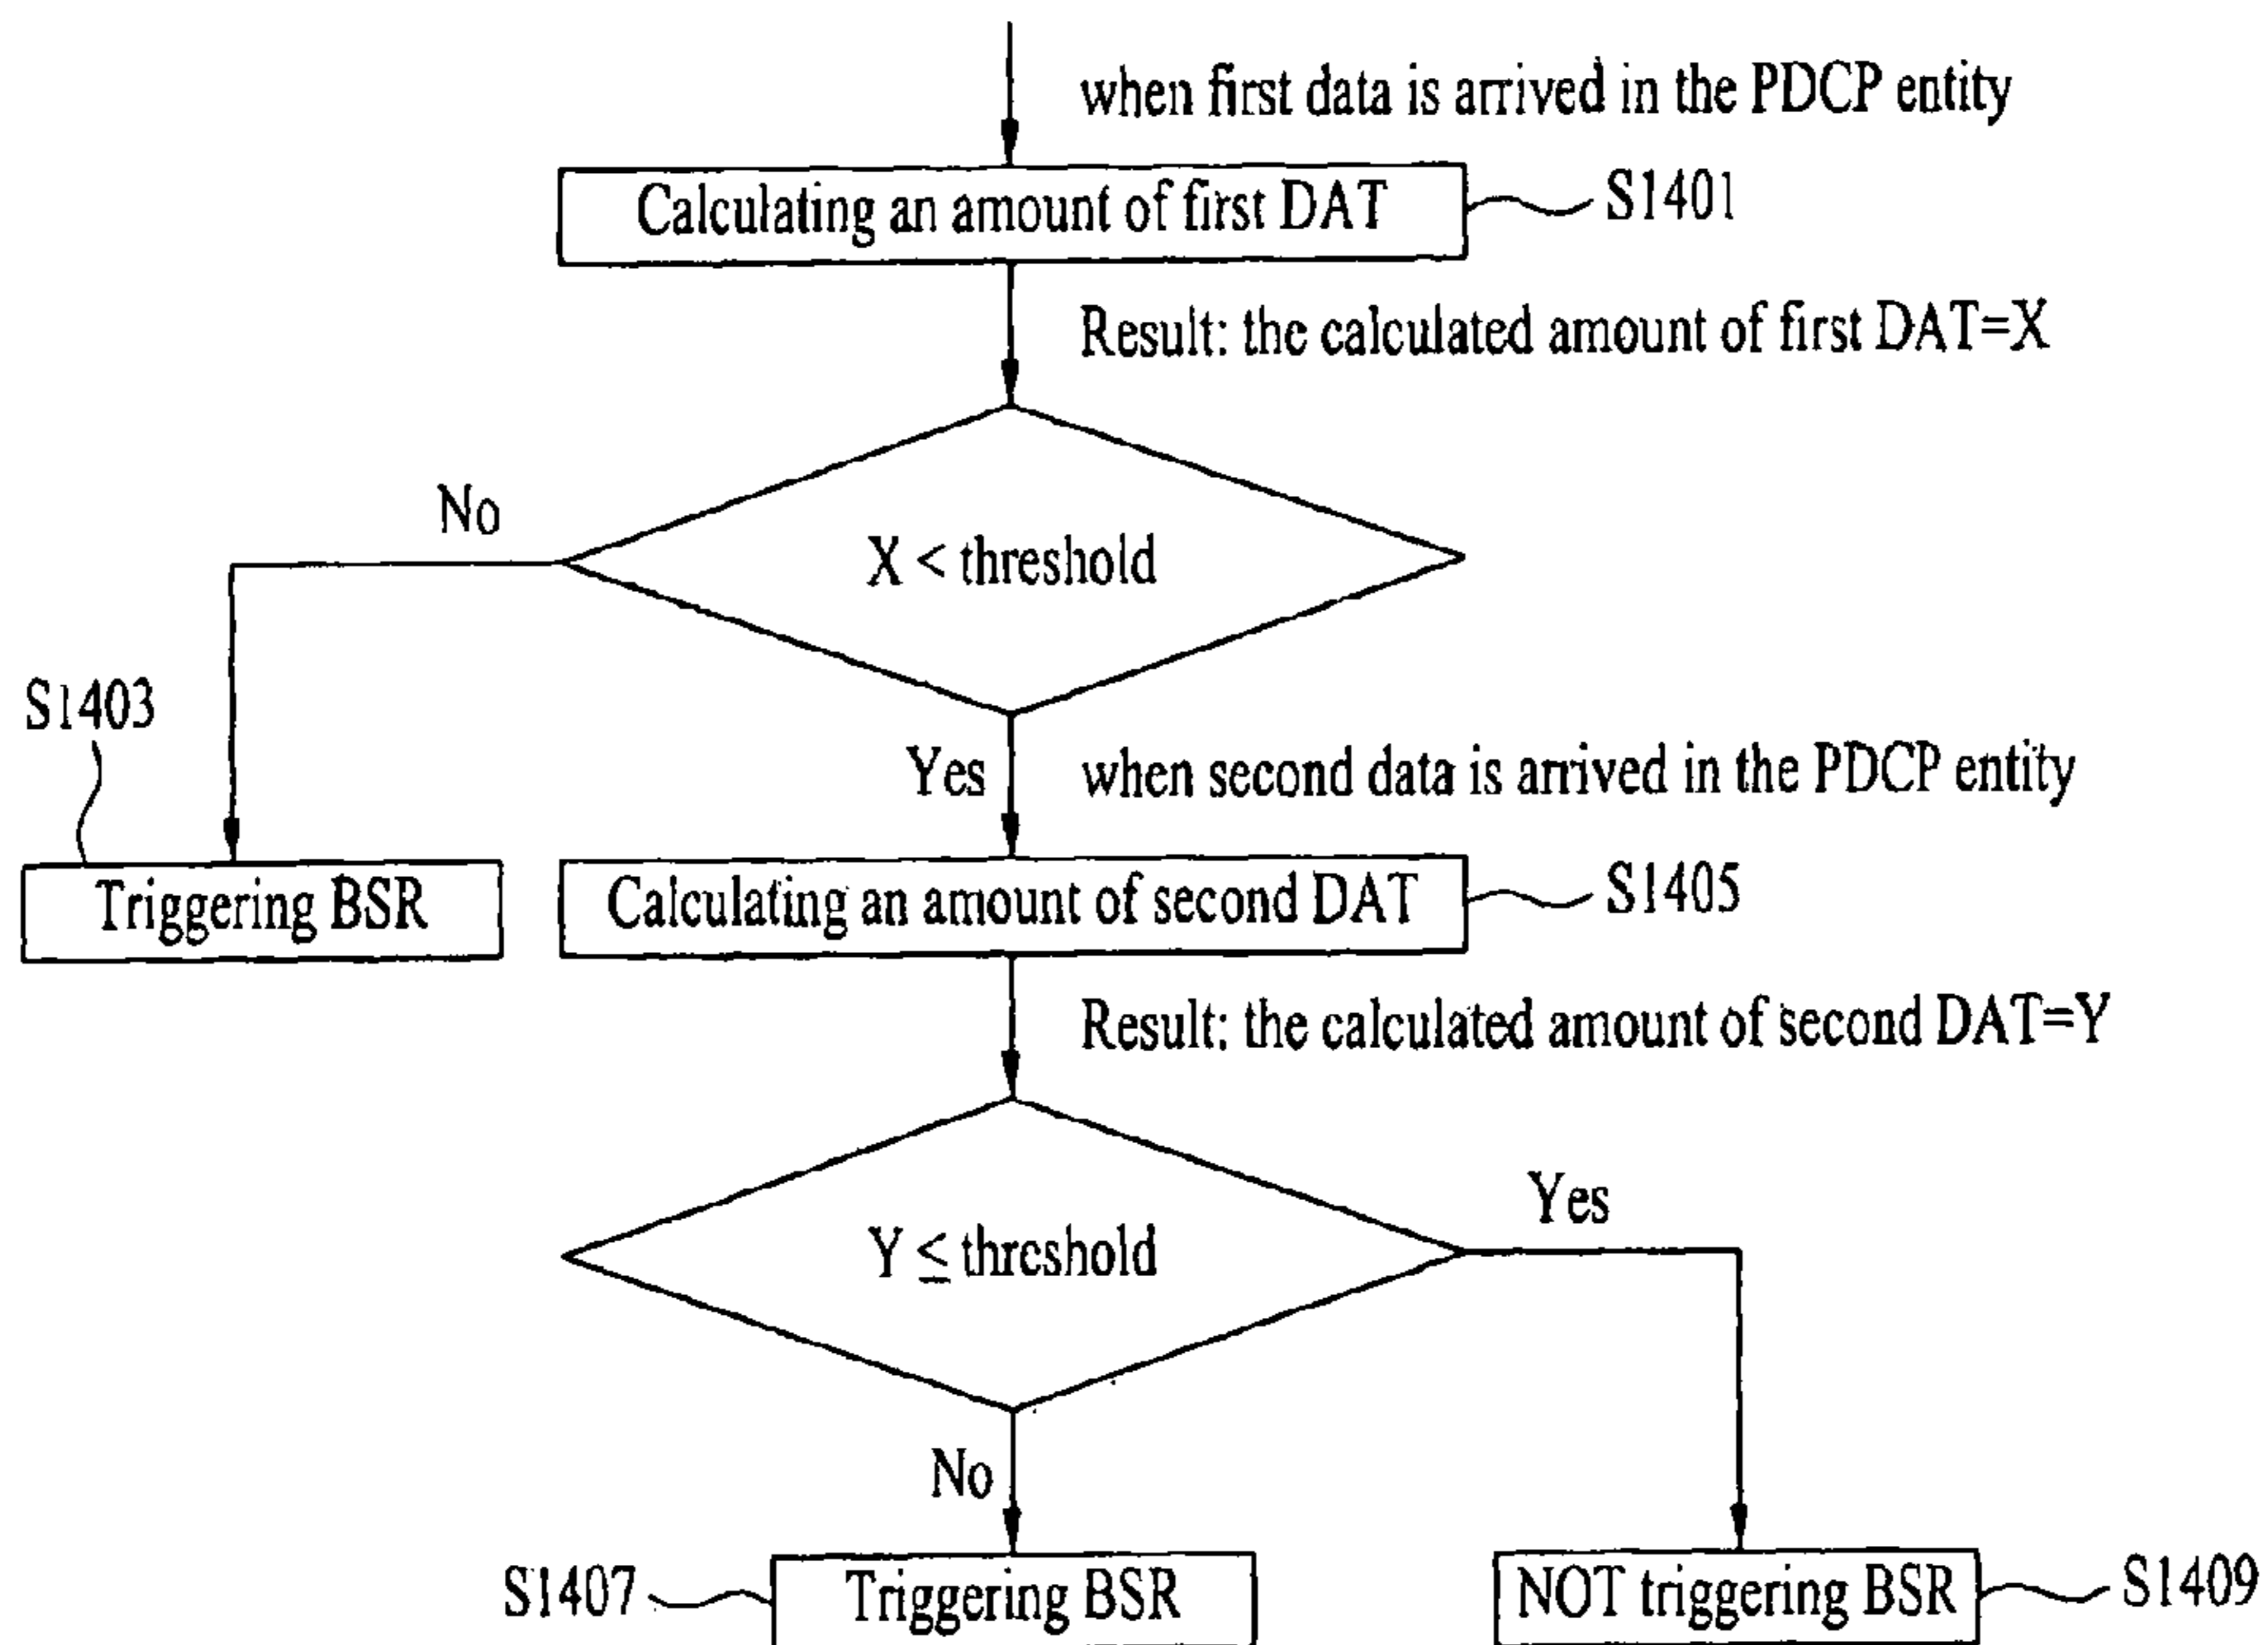 when first data is arrived in the PDCP entity
Calculating an amount of first DAT
S1401
Result: the calculated amount of first DAT=X
No
X < threshold
S1403
Yes
when second data is arrived in the PDCP entity
Triggering BSR
Calculating an amount of second DAT
S1405
Result: the calculated amount of second DAT=Y
Y ≤ threshold
Yes
No
S1407
Triggering BSR
NOT triggering BSR
S1409